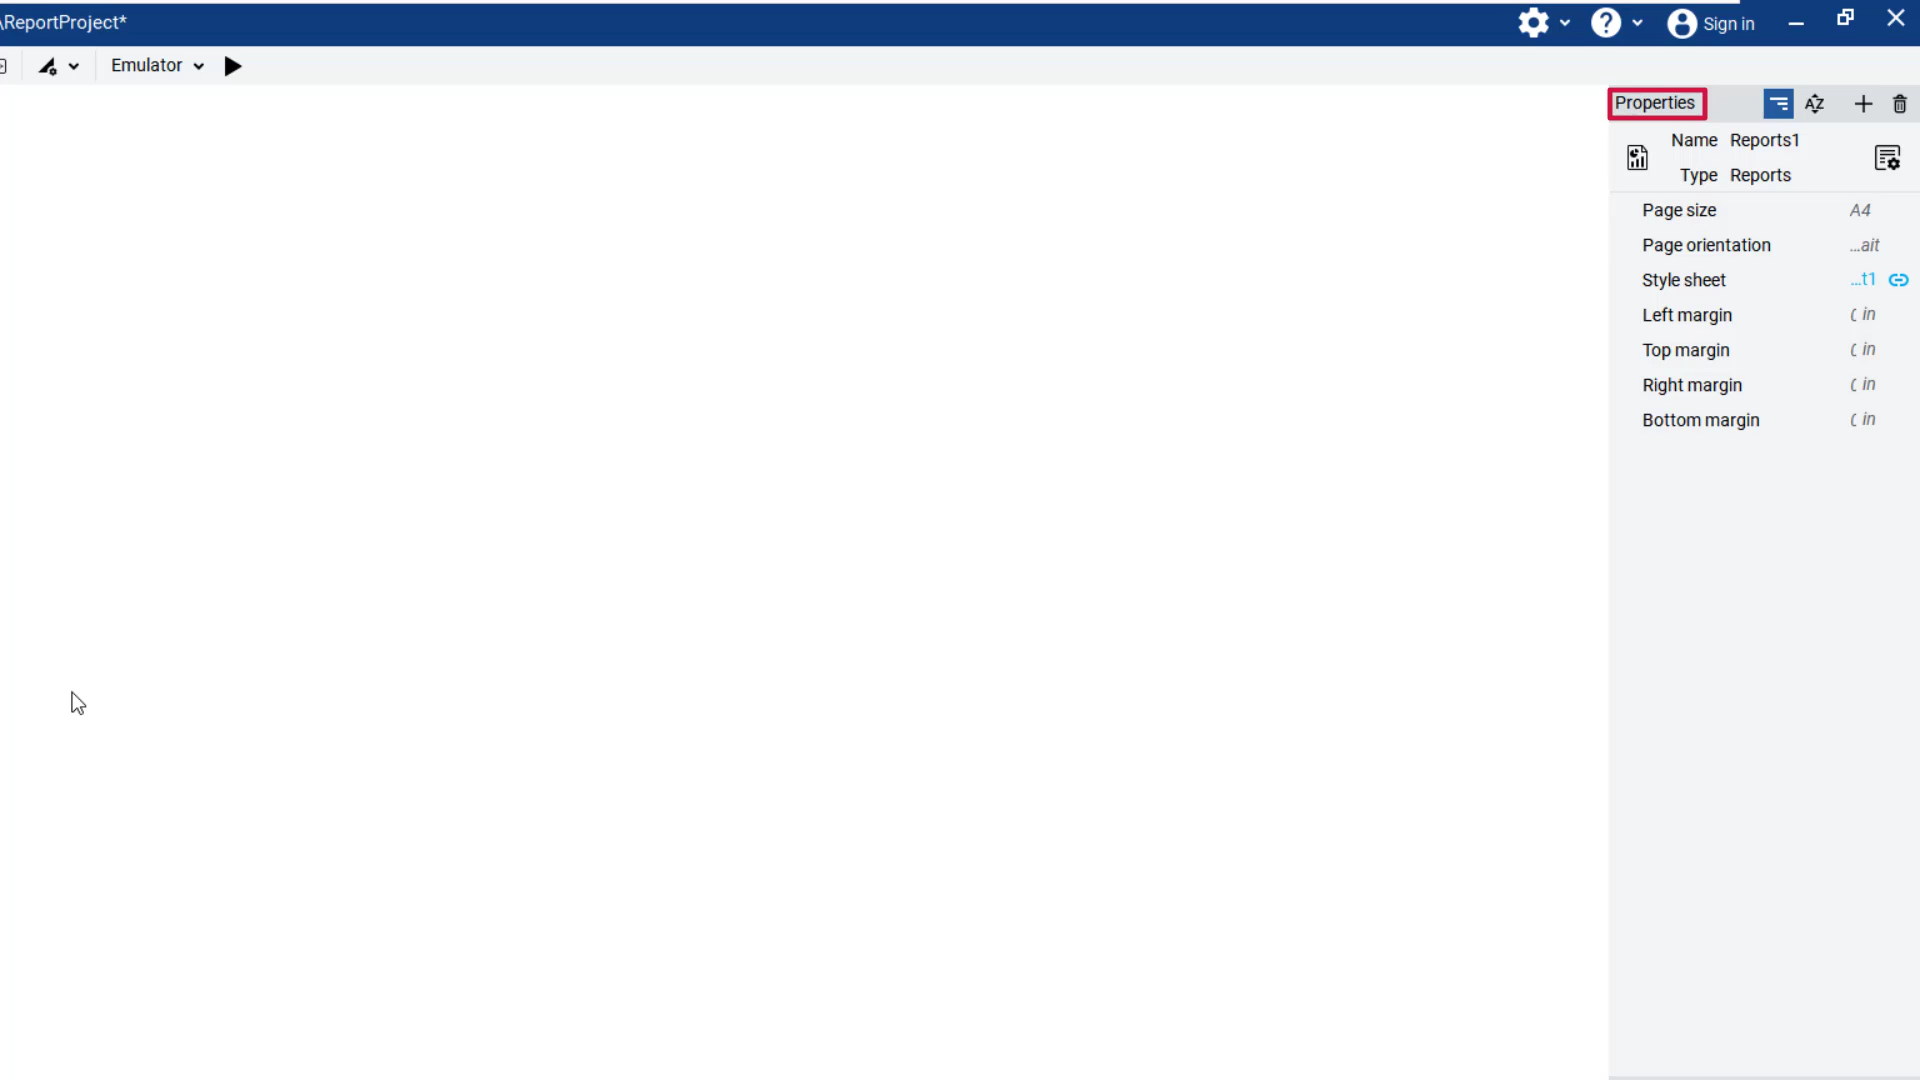 \ReportProject*
Sign in
Emulator
Properties
Name Reports1
Type Reports
Page size A4
Page orientation ...ait
Style sheet ...t1
Left margin in
Top margin in
Right margin in
Bottom margin in